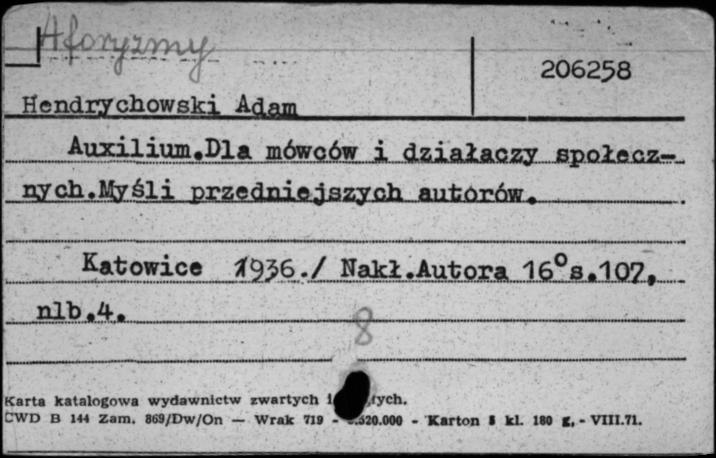 Aforyzmy
206258
Hendrychowski Adam
Auxilium.Dla mówców i działaczy społecz-
nych.Myśli przedniejszych autorów.
Katowice 1936./ Nakł.Autora 16° s.107,
nlb.4.
8
Karta katalogowa wydawnictw zwartych
CWD B 144 Zam. 869/Dw/On — Wrak 719 - 520.000 - Karton kl. 180 g, - VIII.71.